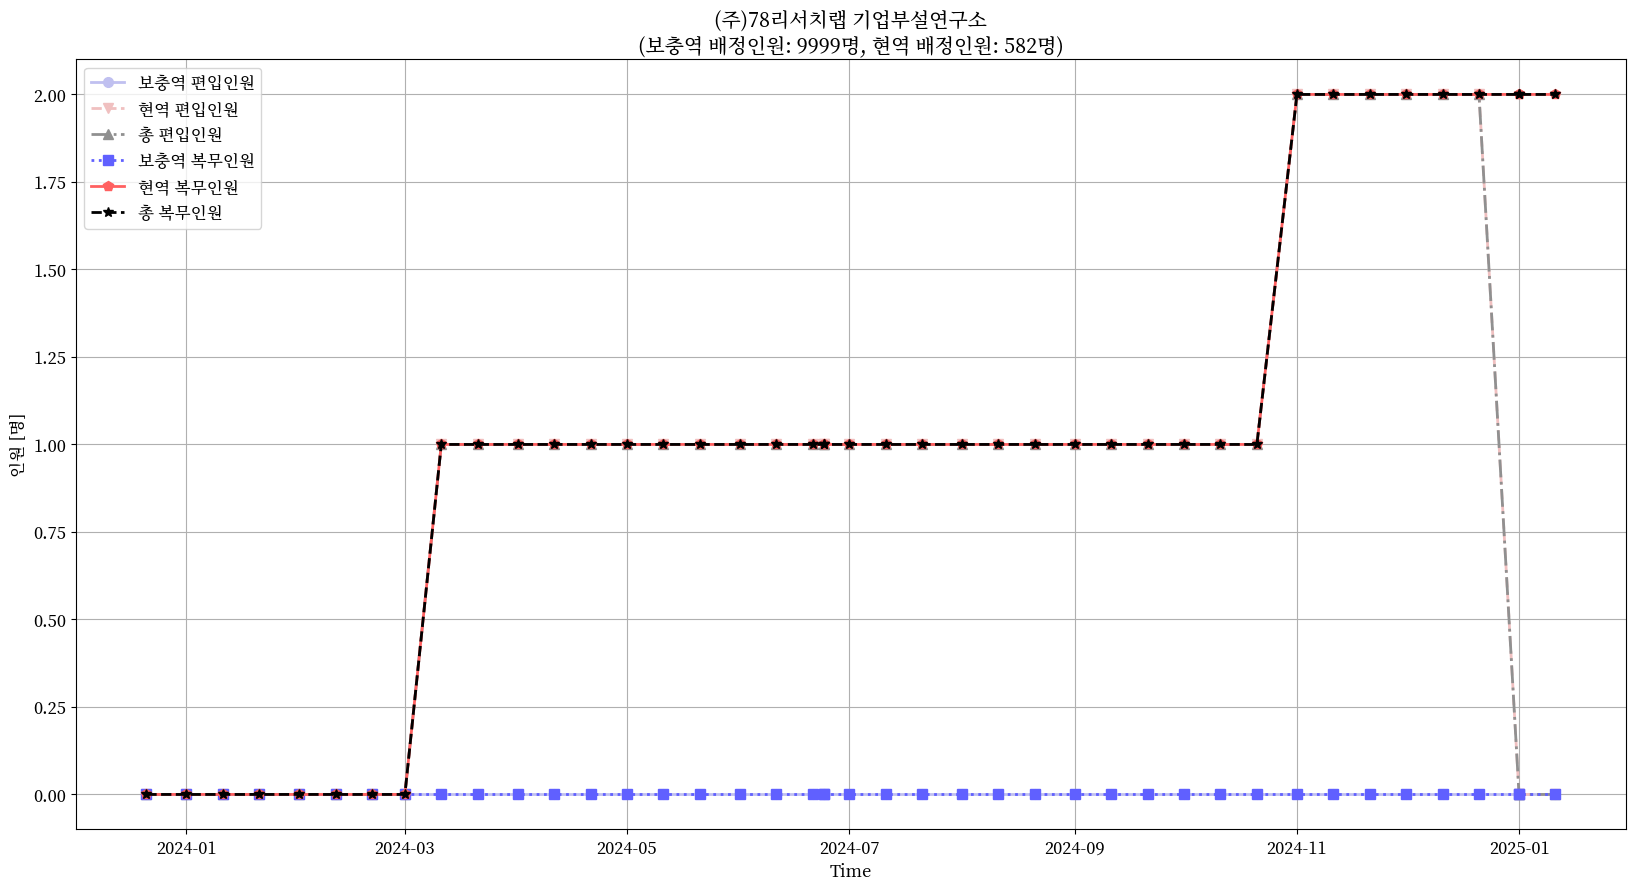 (주)78리서치랩 기업부설연구소
(보충역 배정인원: 9999명, 현역 배정인원: 582명)
보충역 편입인원
현역 편입인원
총 편입인원
보충역 복무인원
현역 복무인원
총 복무인원
2.00
1.75
1.50
1.25
1.00
0.75
0.50
0.25
0.00
인원 [명]
2024-01 2024-03 2024-05 2024-07 2024-09 2024-11 2025-01
Time